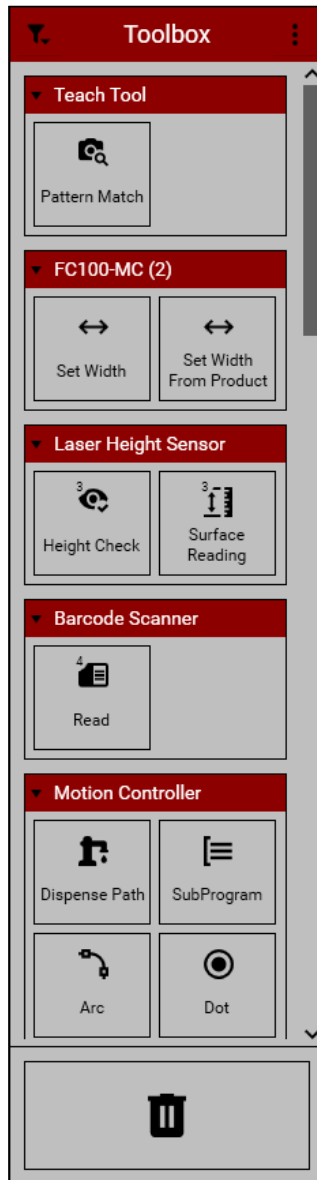 Toolbox
Teach Tool
Pattern Match
FC100-MC (2)
Set Width
Set Width
From Product
Laser Height Sensor
3
Height Check
3
Surface
Reading
Barcode Scanner
4
Read
Motion Controller
Dispense Path
SubProgram
Arc
Dot